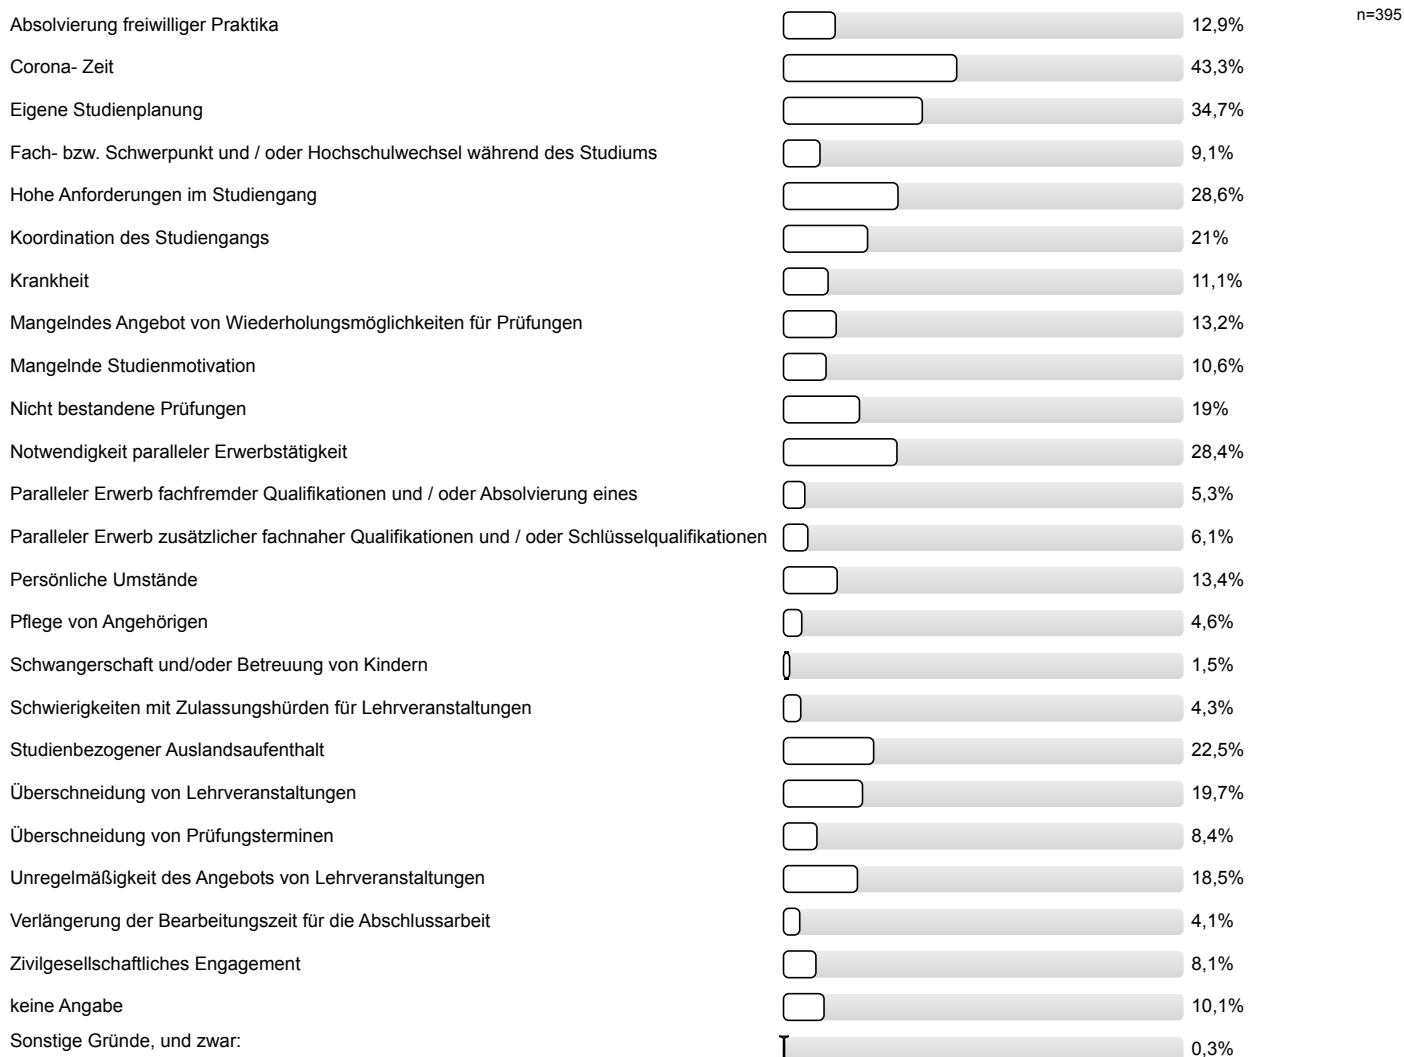 Absolvierung freiwilliger Praktika 12,9% n=395
Corona- Zeit 43,3%
Eigene Studienplanung 34,7%
Fach- bzw. Schwerpunkt und / oder Hochschulwechsel während des Studiums 9,1%
Hohe Anforderungen im Studiengang 28,6%
Koordination des Studiengangs 21%
Krankheit 11,1%
Mangelndes Angebot von Wiederholungsmöglichkeiten für Prüfungen 13,2%
Mangelnde Studienmotivation 10,6%
Nicht bestandene Prüfungen 19%
Notwendigkeit paralleler Erwerbstätigkeit 28,4%
Paralleler Erwerb fachfremder Qualifikationen und / oder Absolvierung eines 5,3%
Paralleler Erwerb zusätzlicher fachnaher Qualifikationen und / oder Schlüsselqualifikationen 6,1%
Persönliche Umstände 13,4%
Pflege von Angehörigen 4,6%
Schwangerschaft und/oder Betreuung von Kindern 1,5%
Schwierigkeiten mit Zulassungshürden für Lehrveranstaltungen 4,3%
Studienbezogener Auslandsaufenthalt 22,5%
Überschneidung von Lehrveranstaltungen 19,7%
Überschneidung von Prüfungsterminen 8,4%
Unregelmäßigkeit des Angebots von Lehrveranstaltungen 18,5%
Verlängerung der Bearbeitungszeit für die Abschlussarbeit 4,1%
Zivilgesellschaftliches Engagement 8,1%
keine Angabe 10,1%
Sonstige Gründe, und zwar: 0,3%